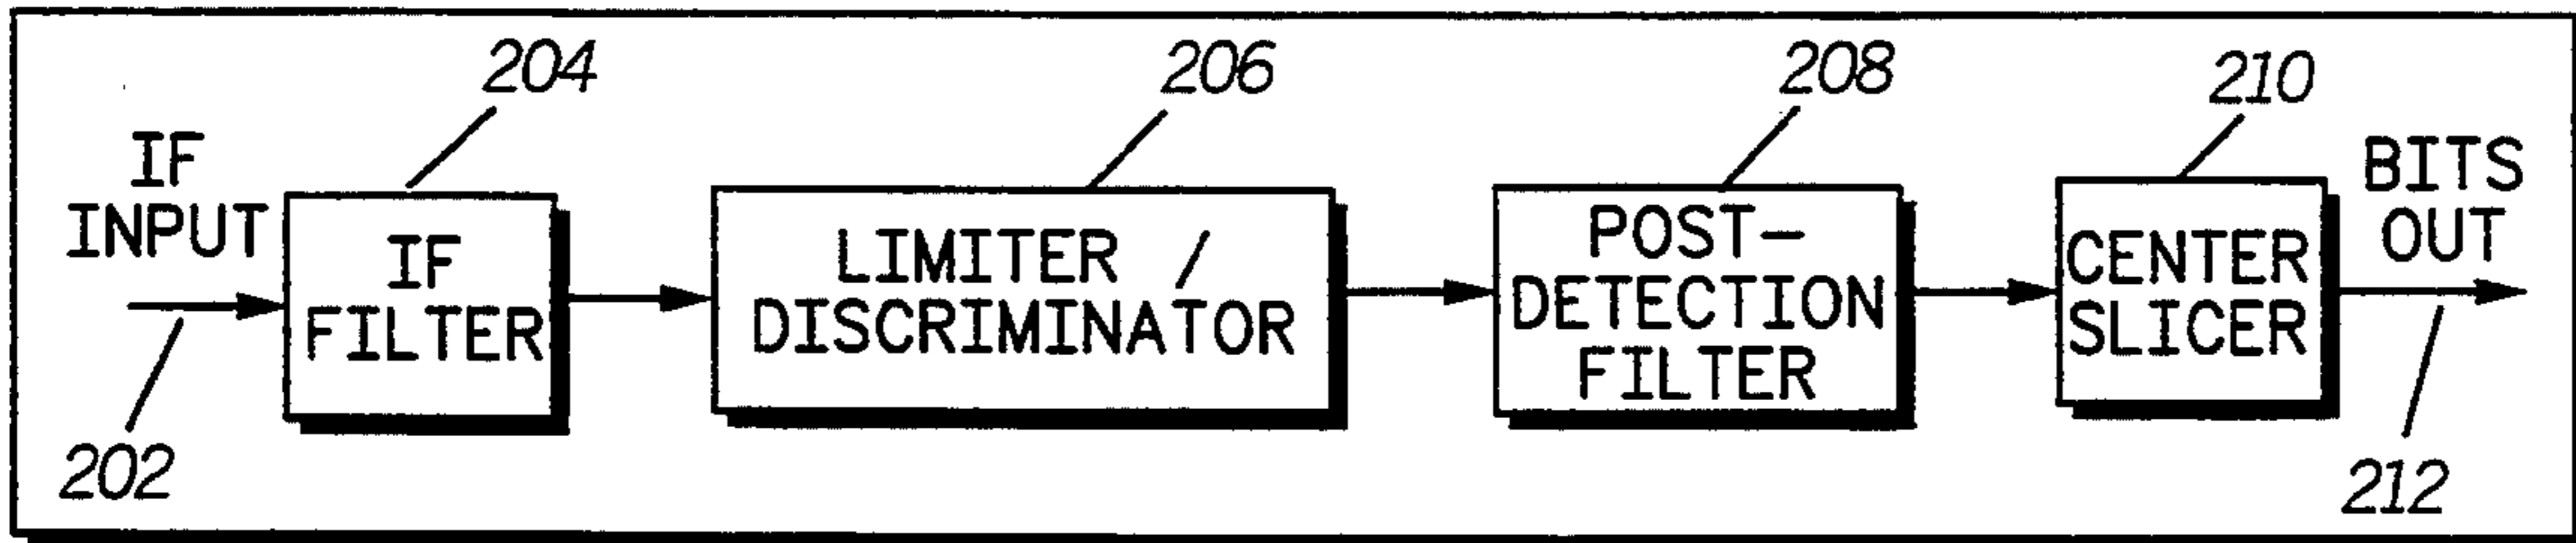 204
206
208
210
IF
INPUT
IF
FILTER
LIMITER /
DISCRIMINATOR
POST-
DETECTION
FILTER
CENTER
SLICER
BITS
OUT
202
212